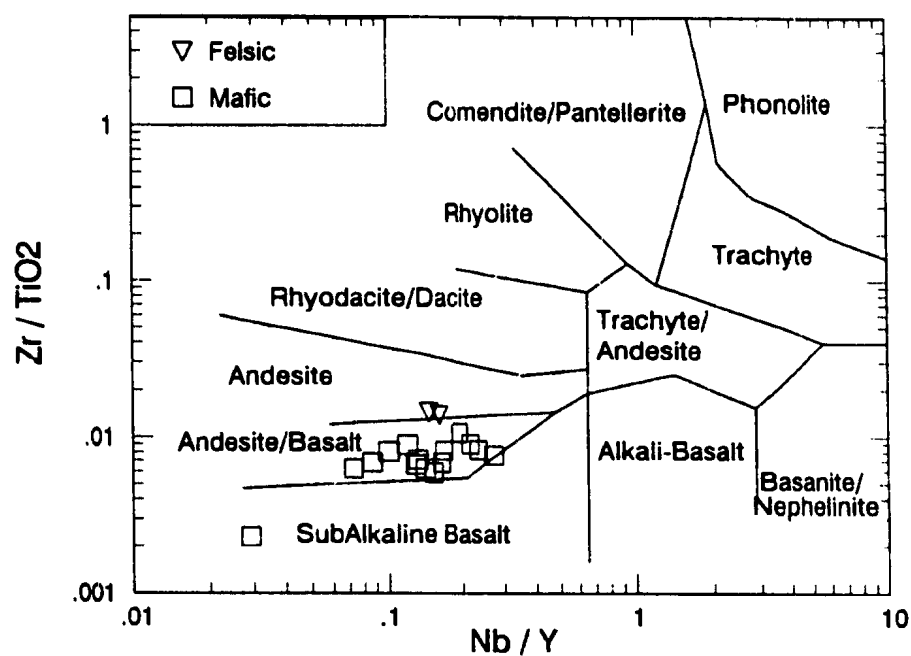 Felsic
Mafic
Comendite/Pantellerite
Phonolite
Rhyolite
Trachyte
Rhyodacite/Dacite
Trachyte/
Andesite
Andesite
Andesite/Basalt
Alkali-Basalt
Basanite/
Nephelinite
SubAlkaline Basalt
1
.1
.01
.001
Zr / TiO2
.01
.1
1
10
Nb / Y